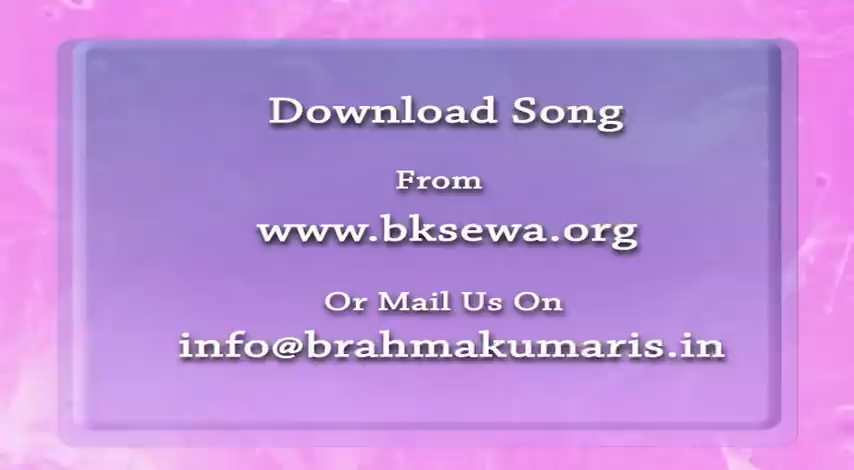 Download Song
From
www.bksewa.org
Or Mail Us On
info@brahmakumaris.in